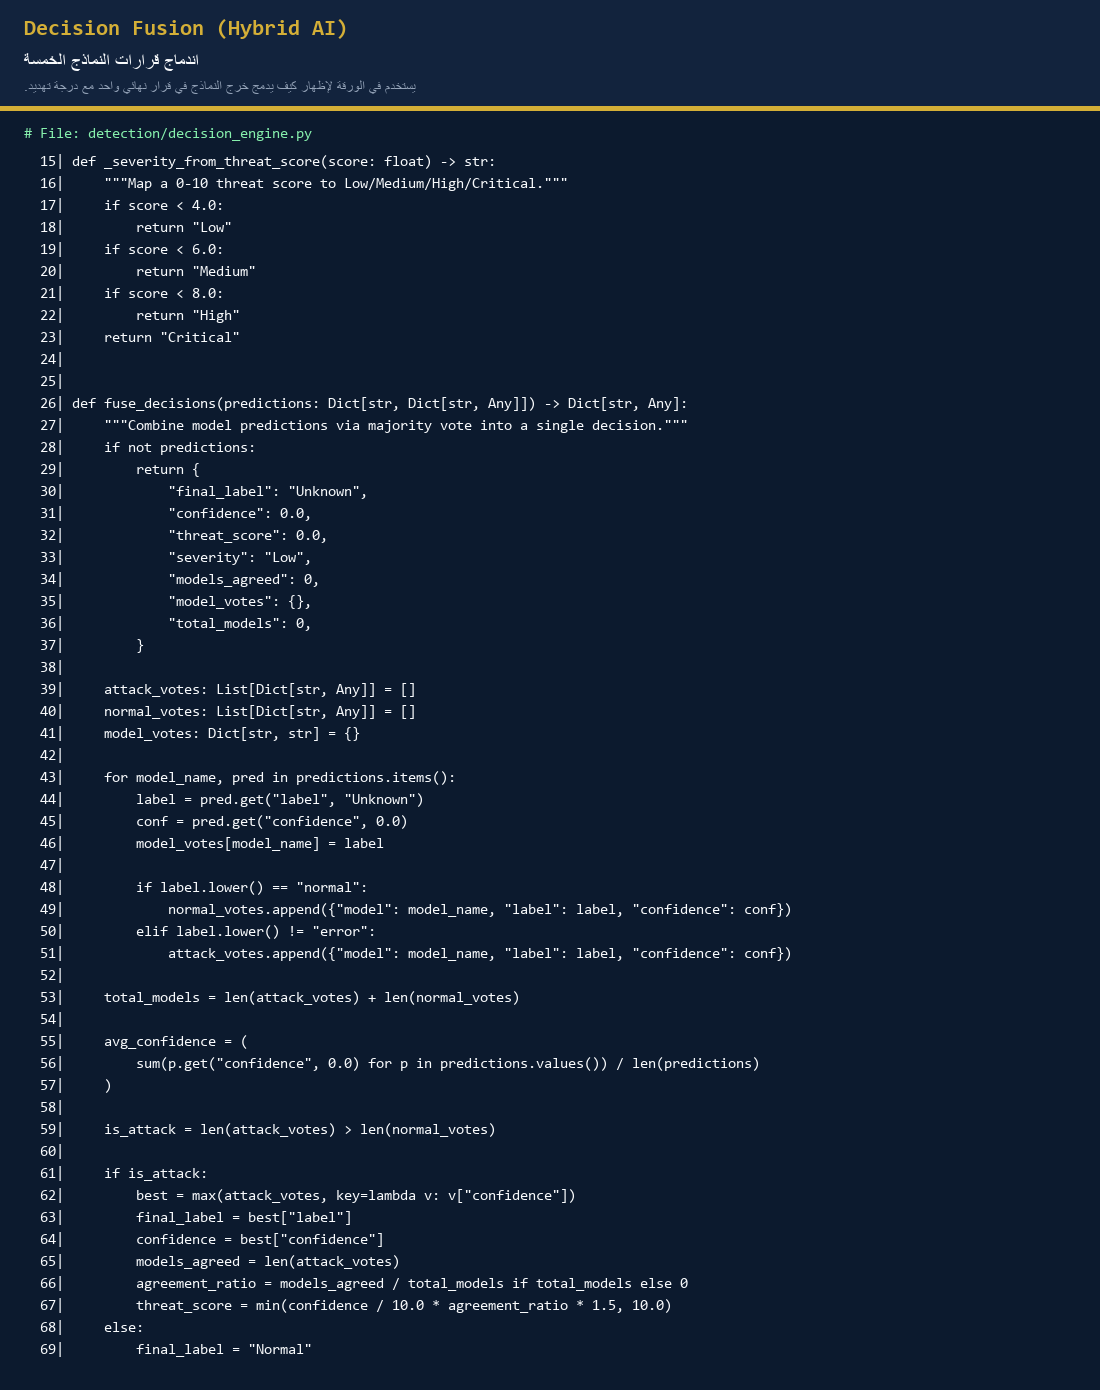 Decision Fusion (Hybrid AI)
اندماج قرارات النماذج الخمسة
يستخدم في الورقة لإظهار كيف يدمج خرج النماذج في قرار نهائي واحد مع درجة تهديد.
# File: detection/decision_engine.py
15| def _severity_from_threat_score(score: float) -> str:
16|     """Map a 0-10 threat score to Low/Medium/High/Critical."""
17|     if score < 4.0:
18|         return "Low"
19|     if score < 6.0:
20|         return "Medium"
21|     if score < 8.0:
22|         return "High"
23|     return "Critical"
24|
25|
26| def fuse_decisions(predictions: Dict[str, Dict[str, Any]]) -> Dict[str, Any]:
27|     """Combine model predictions via majority vote into a single decision."""
28|     if not predictions:
29|         return {
30|             "final_label": "Unknown",
31|             "confidence": 0.0,
32|             "threat_score": 0.0,
33|             "severity": "Low",
34|             "models_agreed": 0,
35|             "model_votes": {},
36|             "total_models": 0,
37|         }
38|
39|     attack_votes: List[Dict[str, Any]] = []
40|     normal_votes: List[Dict[str, Any]] = []
41|     model_votes: Dict[str, str] = {}
42|
43|     for model_name, pred in predictions.items():
44|         label = pred.get("label", "Unknown")
45|         conf = pred.get("confidence", 0.0)
46|         model_votes[model_name] = label
47|
48|         if label.lower() == "normal":
49|             normal_votes.append({"model": model_name, "label": label, "confidence": conf})
50|         elif label.lower() != "error":
51|             attack_votes.append({"model": model_name, "label": label, "confidence": conf})
52|
53|     total_models = len(attack_votes) + len(normal_votes)
54|
55|     avg_confidence = (
56|         sum(p.get("confidence", 0.0) for p in predictions.values()) / len(predictions)
57|     )
58|
59|     is_attack = len(attack_votes) > len(normal_votes)
60|
61|     if is_attack:
62|         best = max(attack_votes, key=lambda v: v["confidence"])
63|         final_label = best["label"]
64|         confidence = best["confidence"]
65|         models_agreed = len(attack_votes)
66|         agreement_ratio = models_agreed / total_models if total_models else 0
67|         threat_score = min(confidence / 10.0 * agreement_ratio * 1.5, 10.0)
68|     else:
69|         final_label = "Normal"